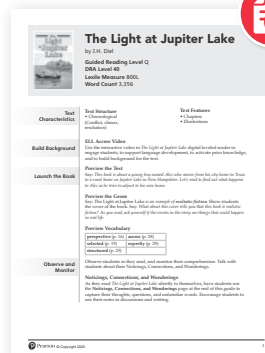 The Light at Jupiter Lake
by I.H. Diel
Guided Reading Level Q
DRA Level 40
Lexile Measure 800L
Word Count 3,256
The
Light
at
Jupiter
Lake
Text Characteristics
Text Structure
• Chronological
(Conflict, climax,
resolution)
Text Features
• Chapters
• Illustrations
Build Background
ELL Access Video
Use the interactive video in The Light at Jupiter Lake digital leveled reader to
engage students, to support language development, to activate prior knowledge,
and to build background for the text.
Launch the Book
Preview the Text
Say: This book is about a young boy named Alex who moves from his city home in Texas
to a rural home on Jupiter Lake in New Hampshire. Let's read to find out what happens
to Alex as he tries to adjust to his new home.
Preview the Genre
Say: The Light at Jupiter Lake is an example of realistic fiction. Show students
the cover of the book. Say: What about this cover tells you that this book is realistic
fiction? As you read, ask yourself if the events in the story are things that could happen
in real life.
Preview Vocabulary
perspective (p. 16) access (p. 28)
selected (p. 19) expertly (p. 29)
structured (p. 25)
Observe and Monitor
Observe students as they read, and monitor their comprehension. Talk with
students about their Noticings, Connections, and Wonderings.
Noticings, Connections, and Wonderings
As they read The Light at Jupiter Lake silently to themselves, have students use
the Noticings, Connections, and Wonderings page at the end of this guide to
capture their thoughts, questions, and unfamiliar words. Encourage students to
use their notes in discussions and writing.
Pearson © Copyright 2020
1